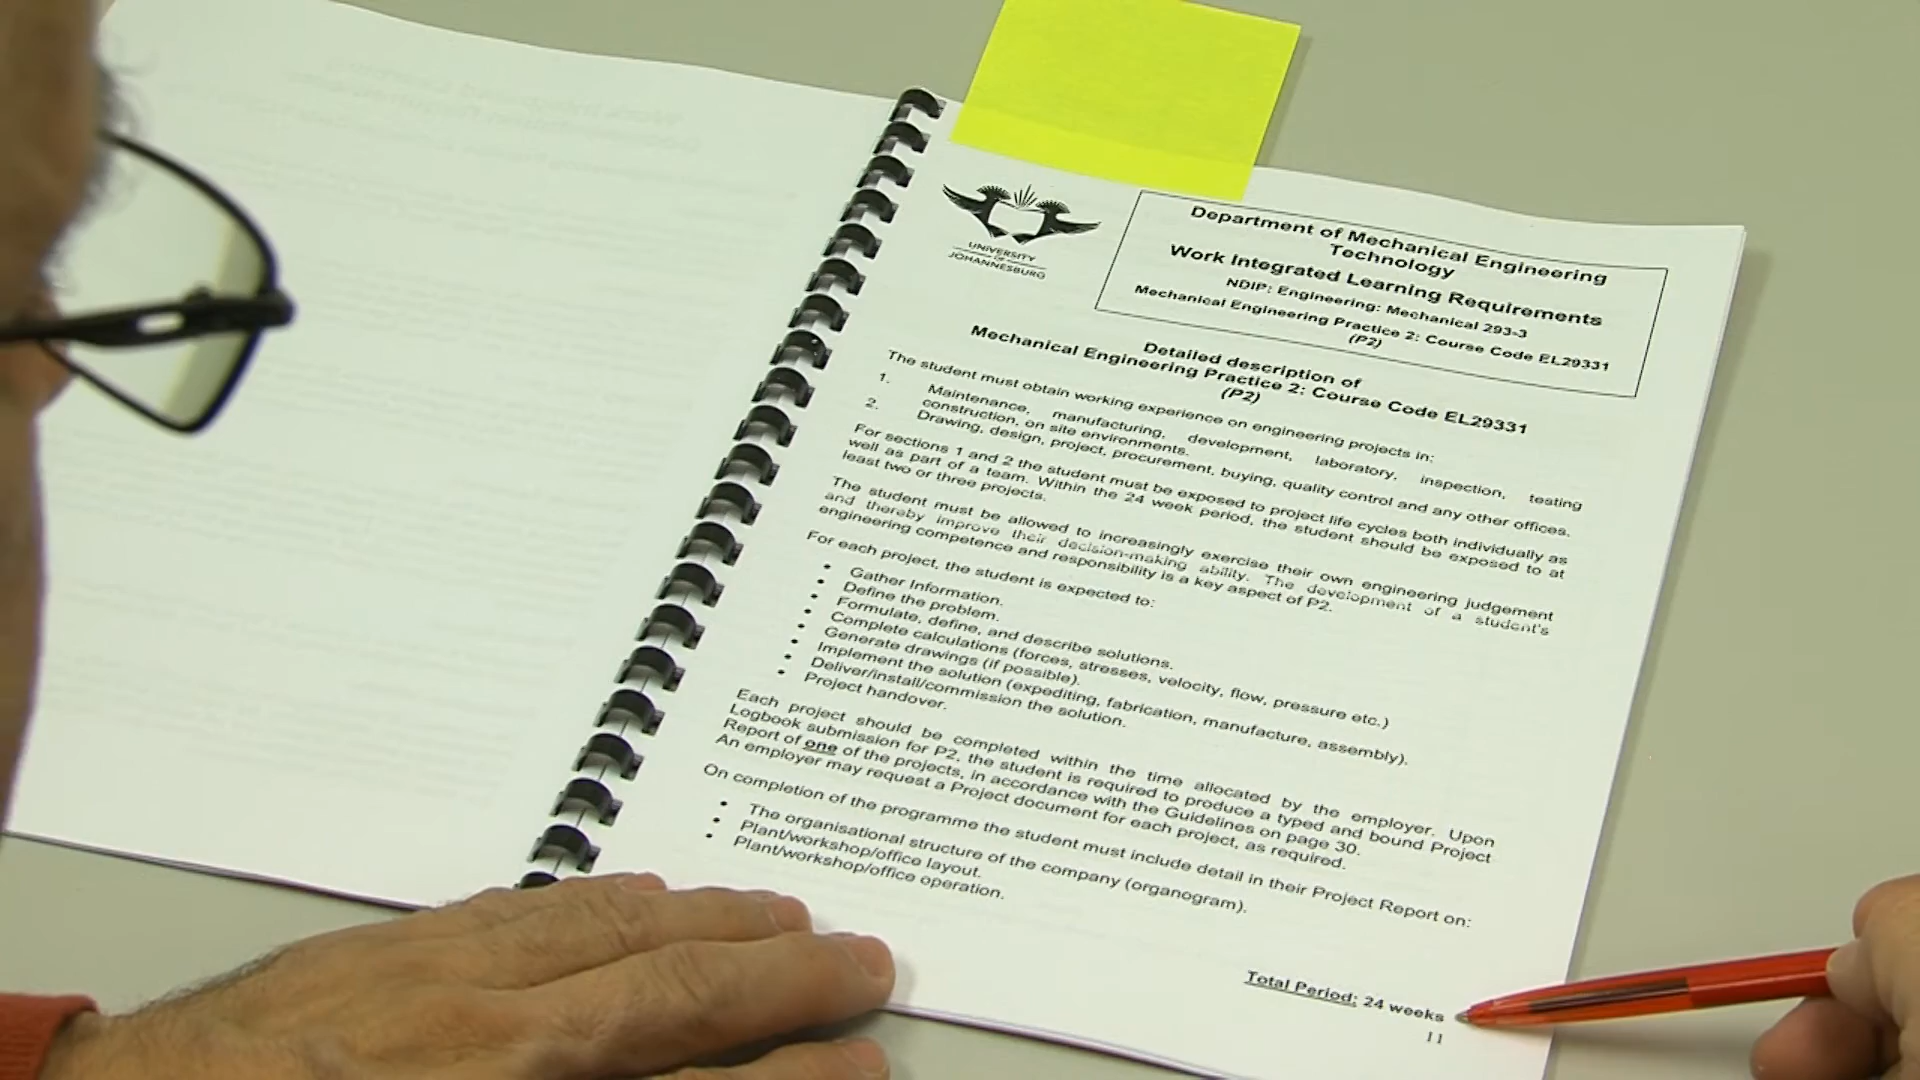 UNIVERSITY
OF
JOHANNESBURG
Department of Mechanical Engineering
Technology
Work Integrated Learning Requirements
NDIP: Engineering: Mechanical 293-3
Mechanical Engineering Practice 2: Course Code EL29331
(P2)
Detailed description of
Mechanical Engineering Practice 2: Course Code EL29331
(P2)
The student must obtain working experience on engineering projects in:
1. Maintenance, manufacturing, development, laboratory, inspection, testing
construction, on site environments.
2. Drawing, design, project, procurement, buying, quality control and any other offices.
For sections 1 and 2 the student must be exposed to project life cycles both individually as
well as part of a team. Within the 24 week period, the student should be exposed to at
least two or three projects.
The student must be allowed to increasingly exercise their own engineering judgement
and thereby improve their decision-making ability. The development of a student's
engineering competence and responsibility is a key aspect of P2.
For each project, the student is expected to:
• Gather Information.
• Define the problem.
• Formulate, define, and describe solutions.
• Complete calculations (forces, stresses, velocity, flow, pressure etc.)
• Generate drawings (if possible).
• Implement the solution (expediting, fabrication, manufacture, assembly).
• Deliver/install/commission the solution.
• Project handover.
Each project should be completed within the time allocated by the employer. Upon
Logbook submission for P2, the student is required to produce a typed and bound Project
Report of one of the projects, in accordance with the Guidelines on page 30.
An employer may request a Project document for each project, as required.
On completion of the programme the student must include detail in their Project Report on:
• The organisational structure of the company (organogram).
• Plant/workshop/office layout.
• Plant/workshop/office operation.
Total Period: 24 weeks
11